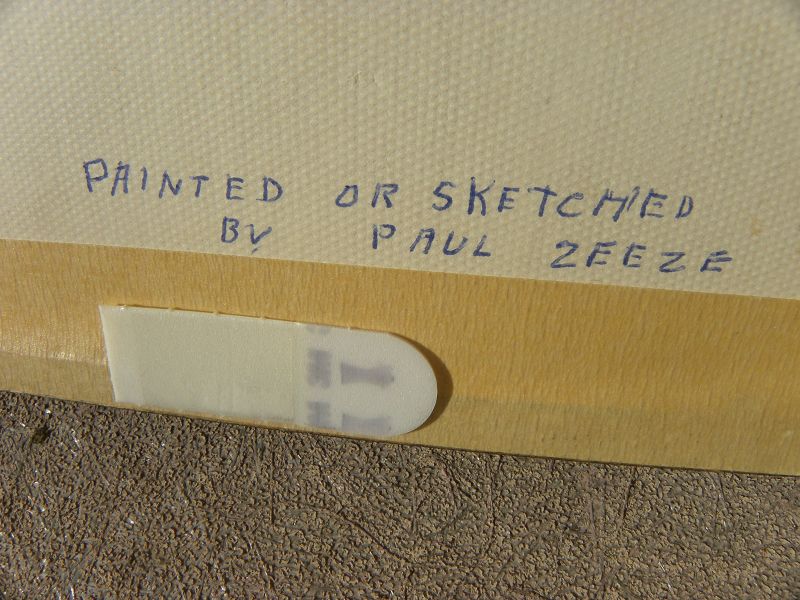 PAINTED OR SKETCHED
BY PAUL ZEEZE